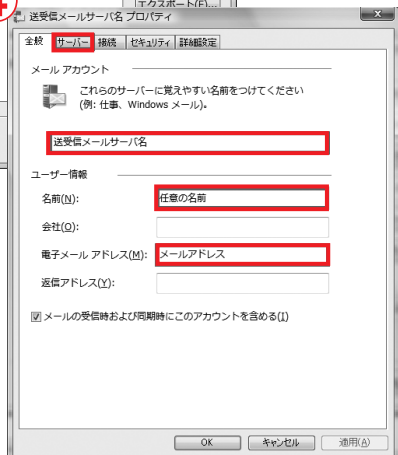 エクスポート(E)...
送受信メールサーバ名 プロパティ
全般 サーバー 接続 セキュリティ 詳細設定
メール アカウント
これらのサーバーに覚えやすい名前をつけてください
(例: 仕事、Windows メール)。
送受信メールサーバ名
ユーザー情報
名前(N): 任意の名前
会社(O):
電子メール アドレス(M): メールアドレス
返信アドレス(Y):
メールの受信時および同期時にこのアカウントを含める(I)
OK キャンセル 適用(A)